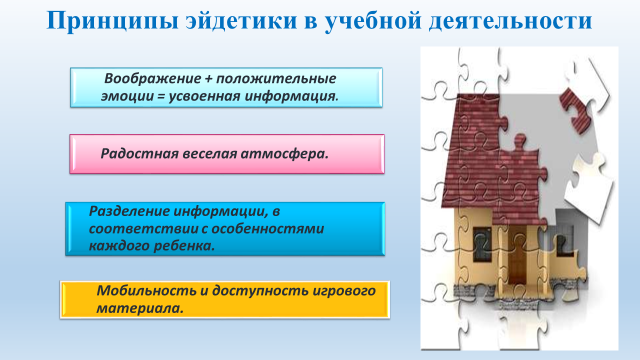 Принципы эйдетики в учебной деятельности
Воображение + положительные
эмоции = усвоенная информация.
Радостная веселая атмосфера.
Разделение информации, в
соответствии с особенностями
каждого ребенка.
Мобильность и доступность игрового
материала.